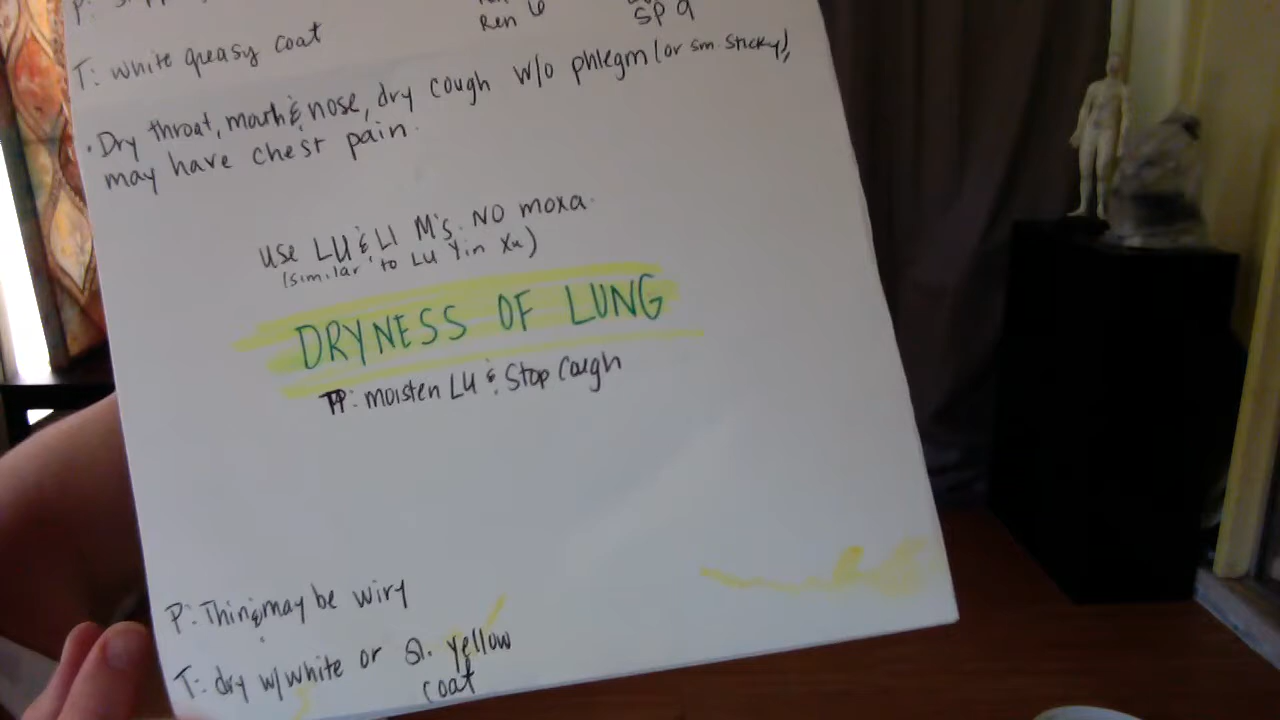 P:
Ren 6
SP 9
T: white greasy coat
• Dry throat, mouth & nose, dry cough w/o phlegm (or sm. sticky),
may have chest pain.
use LU & LI M's. NO moxa.
(similar to LU Yin Xu)
DRYNESS OF LUNG
TP: moisten LU & Stop Cough
P: Thin & may be wiry
T: dry w/ white or Sl. yellow
coat